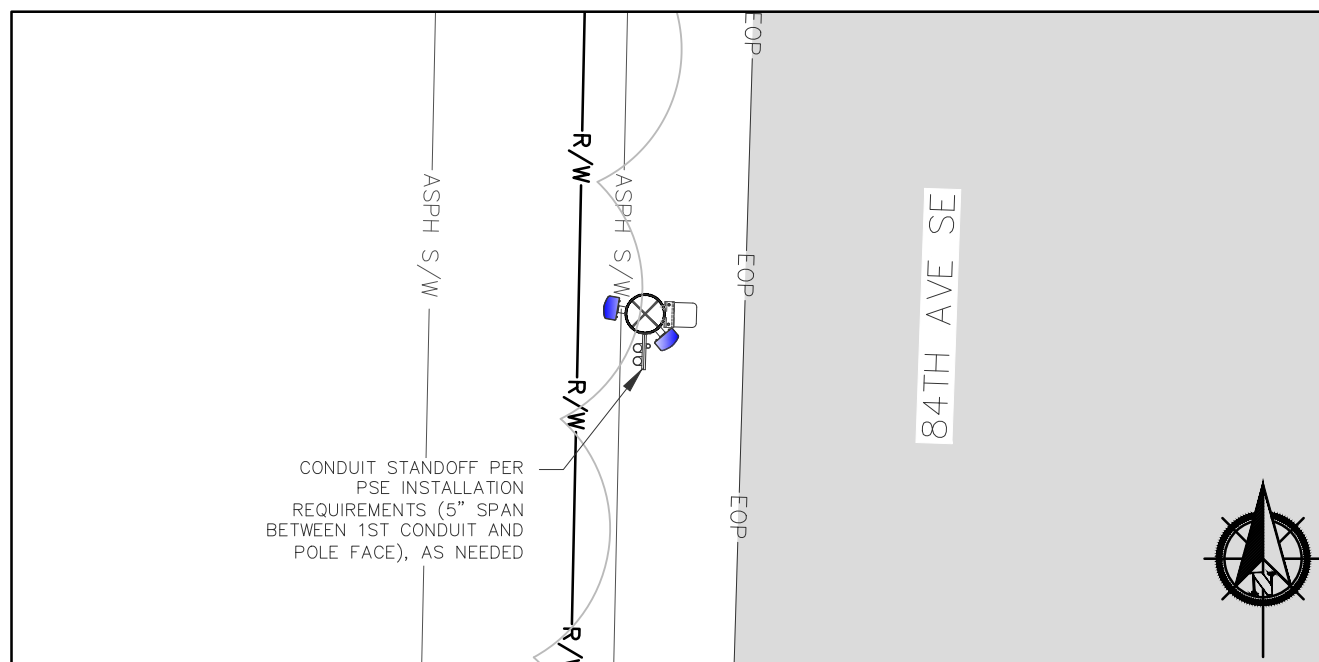 EOP
R/W
ASPH S/W
ASPH S/W
84TH AVE SE
EOP
R/W
CONDUIT STANDOFF PER
PSE INSTALLATION
REQUIREMENTS (5" SPAN
BETWEEN 1ST CONDUIT AND
POLE FACE), AS NEEDED
EOP
N
R/W